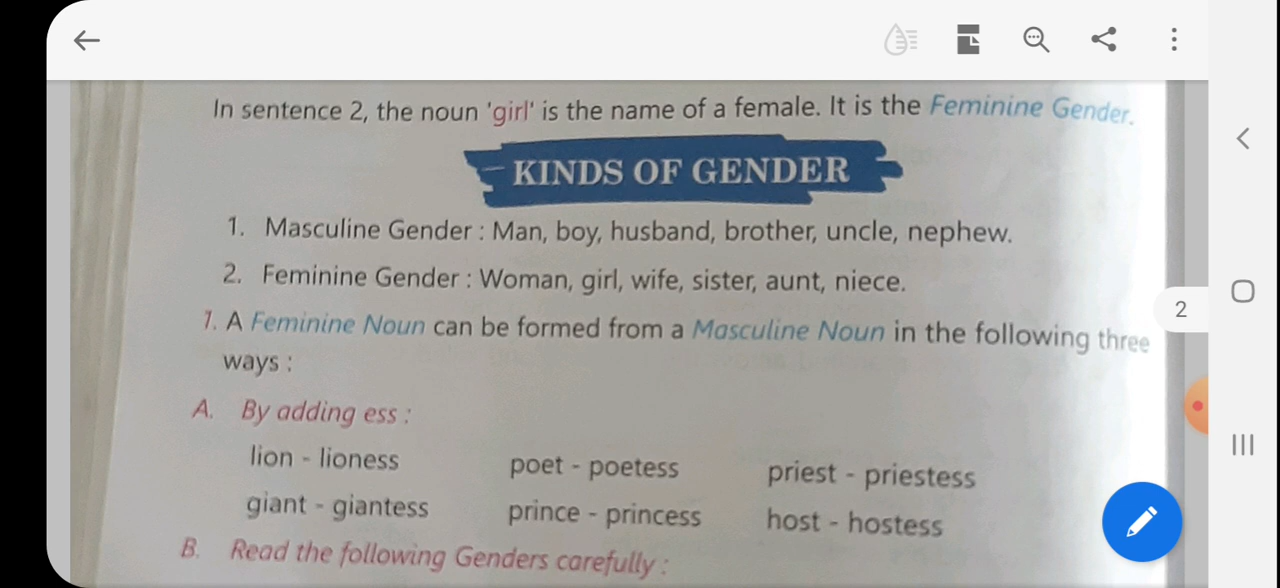 In sentence 2, the noun 'girl' is the name of a female. It is the Feminine Gender.
KINDS OF GENDER
1. Masculine Gender : Man, boy, husband, brother, uncle, nephew.
2. Feminine Gender : Woman, girl, wife, sister, aunt, niece.
2
1. A Feminine Noun can be formed from a Masculine Noun in the following three
ways :
A. By adding ess :
lion - lioness poet - poetess priest - priestess
giant - giantess prince - princess host - hostess
B. Read the following Genders carefully :